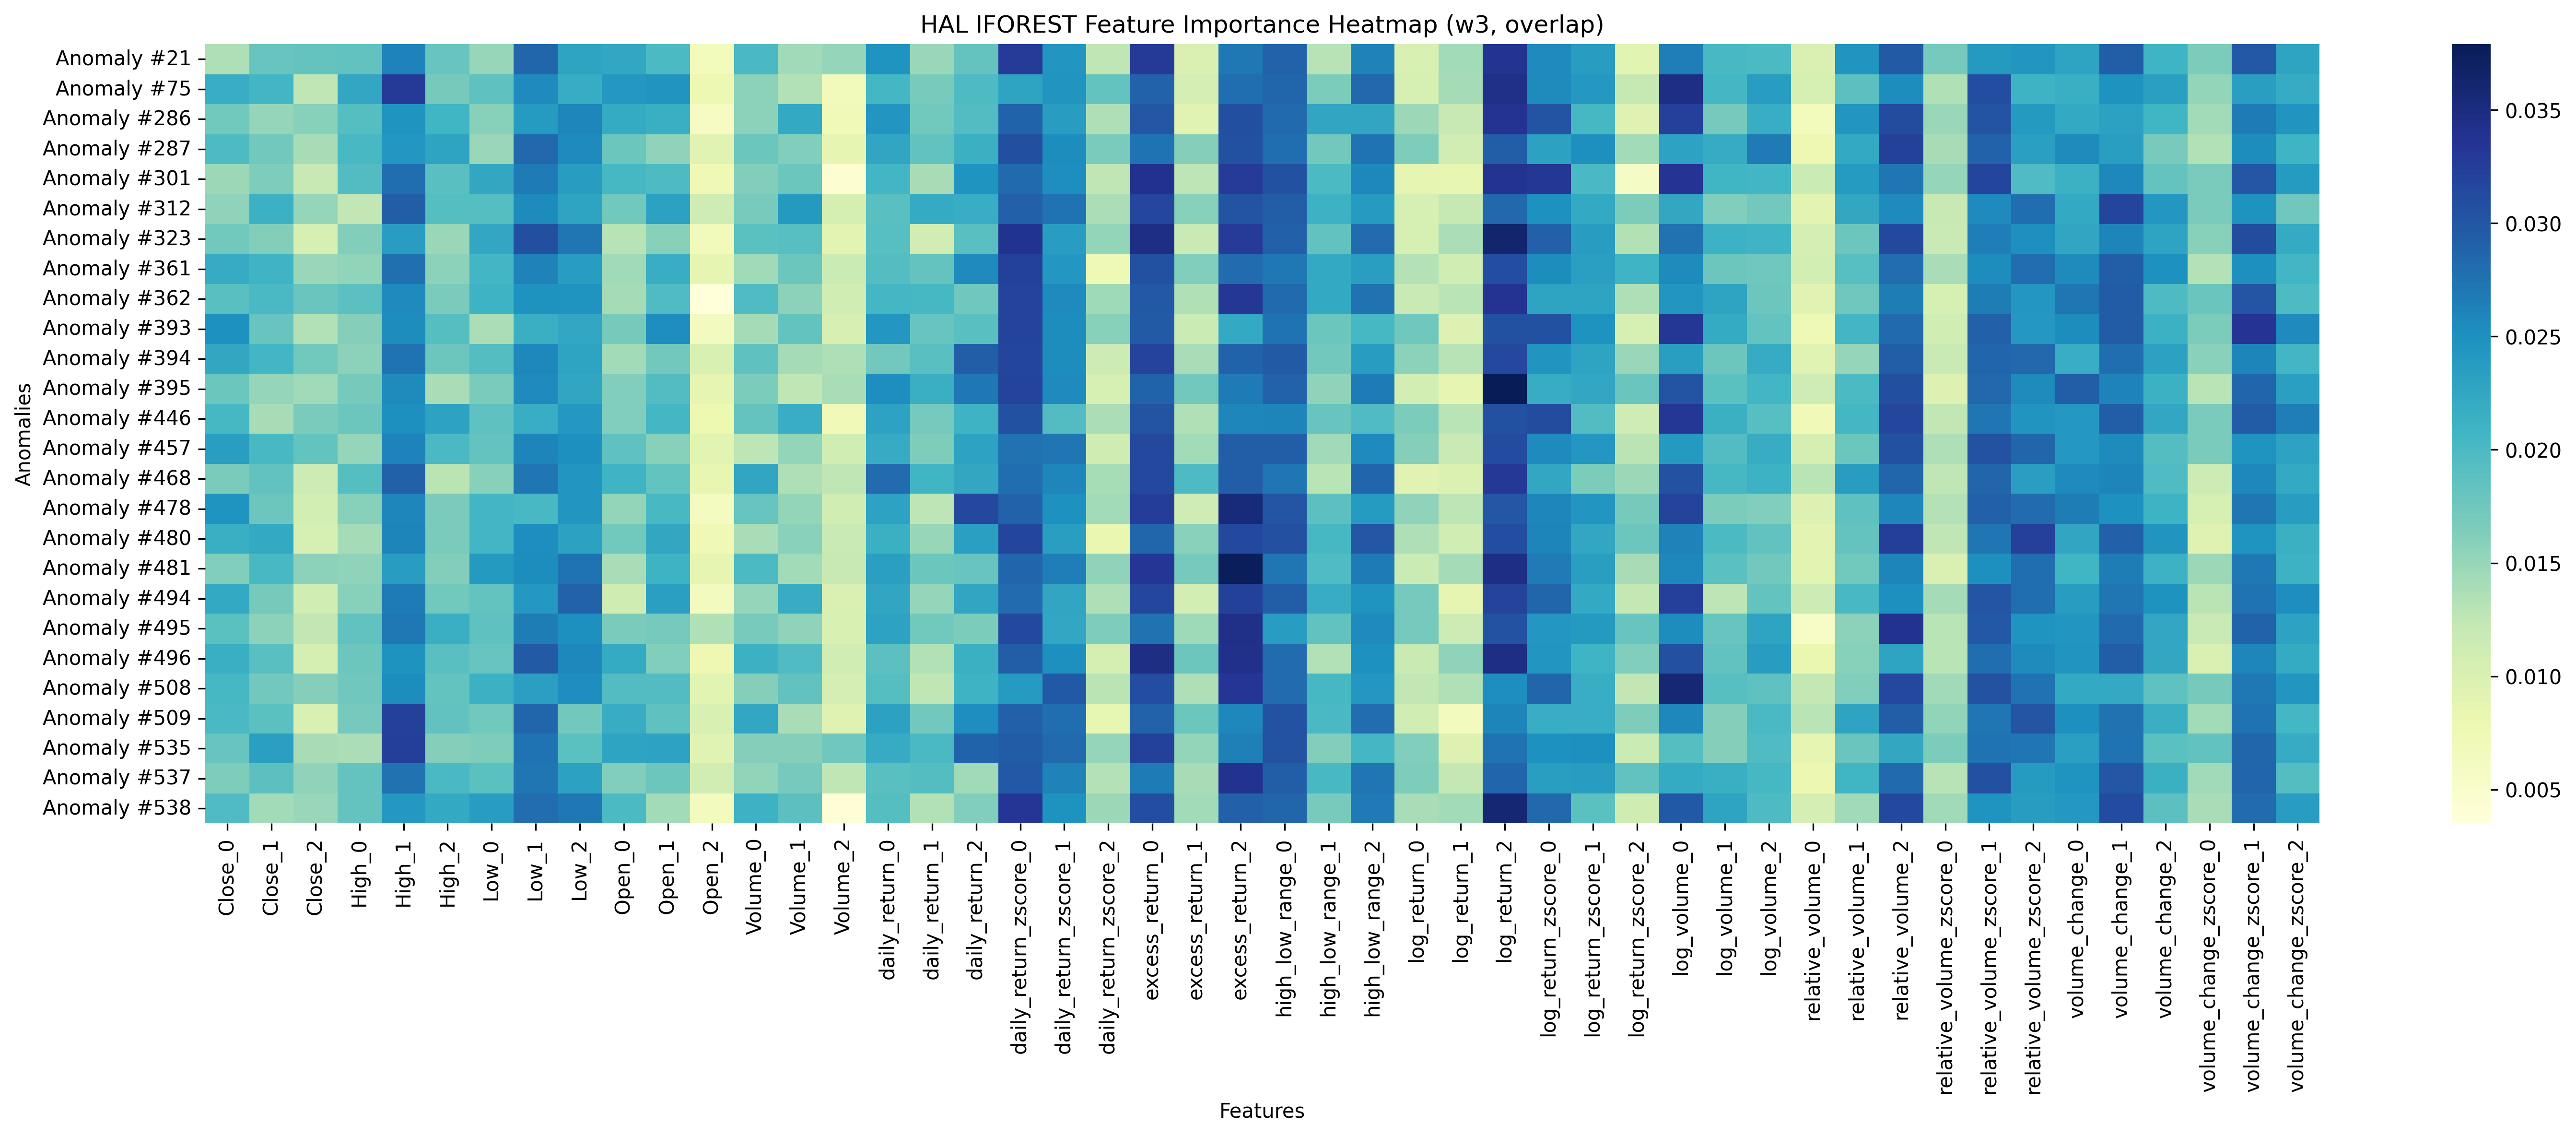 HAL IFOREST Feature Importance Heatmap (w3, overlap)
Anomalies
Anomaly #21
Anomaly #75
Anomaly #286
Anomaly #287
Anomaly #301
Anomaly #312
Anomaly #323
Anomaly #361
Anomaly #362
Anomaly #393
Anomaly #394
Anomaly #395
Anomaly #446
Anomaly #457
Anomaly #468
Anomaly #478
Anomaly #480
Anomaly #481
Anomaly #494
Anomaly #495
Anomaly #496
Anomaly #508
Anomaly #509
Anomaly #535
Anomaly #537
Anomaly #538
Close_0
Close_1
Close_2
High_0
High_1
High_2
Low_0
Low_1
Low_2
Open_0
Open_1
Open_2
Volume_0
Volume_1
Volume_2
daily_return_0
daily_return_1
daily_return_2
daily_return_zscore_0
daily_return_zscore_1
daily_return_zscore_2
excess_return_0
excess_return_1
excess_return_2
high_low_range_0
high_low_range_1
high_low_range_2
log_return_0
log_return_1
log_return_2
log_return_zscore_0
log_return_zscore_1
log_return_zscore_2
log_volume_0
log_volume_1
log_volume_2
relative_volume_0
relative_volume_1
relative_volume_2
relative_volume_zscore_0
relative_volume_zscore_1
relative_volume_zscore_2
volume_change_0
volume_change_1
volume_change_2
volume_change_zscore_0
volume_change_zscore_1
volume_change_zscore_2
Features
0.035
0.030
0.025
0.020
0.015
0.010
0.005